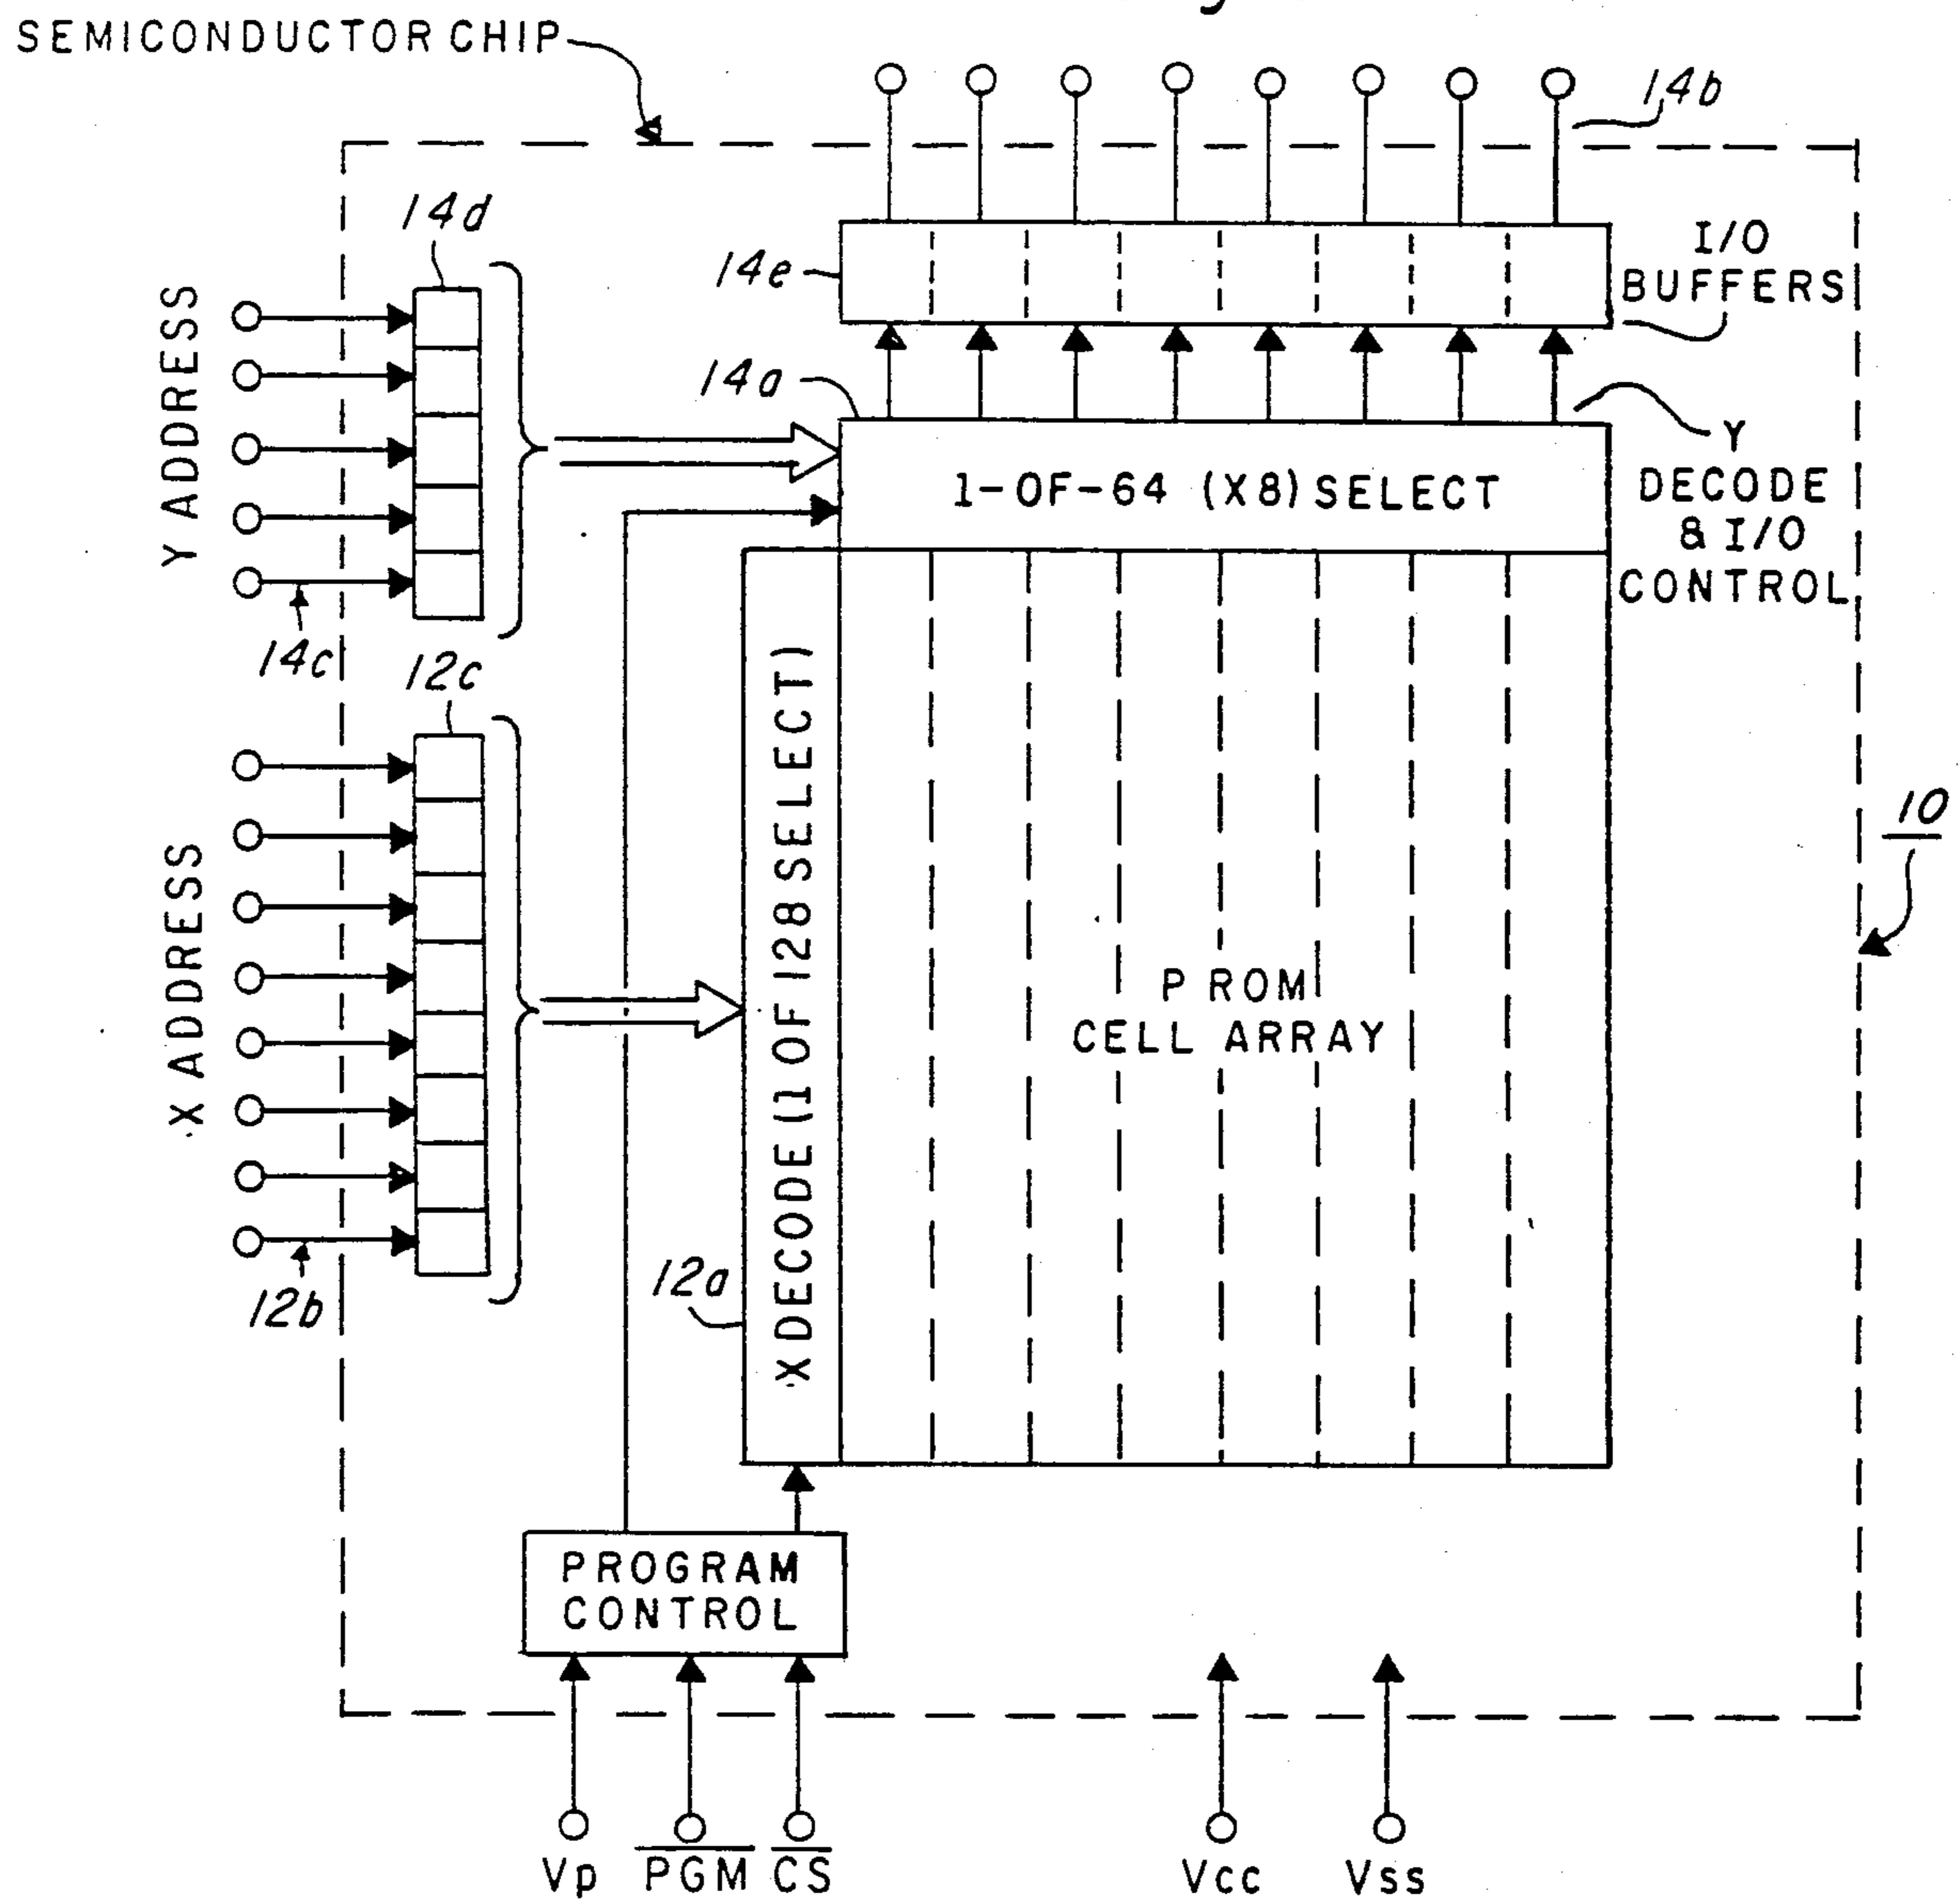 SEMICONDUCTOR CHIP
14b
14d
14e
I/O
BUFFERS
Y ADDRESS
14a
Y
DECODE
& I/O
CONTROL
1-OF-64 (X8) SELECT
14c
12c
X ADDRESS
X DECODE (1 OF 128 SELECT)
10
P ROM
CELL ARRAY
12b
12a
PROGRAM
CONTROL
Vp PGM CS Vcc Vss